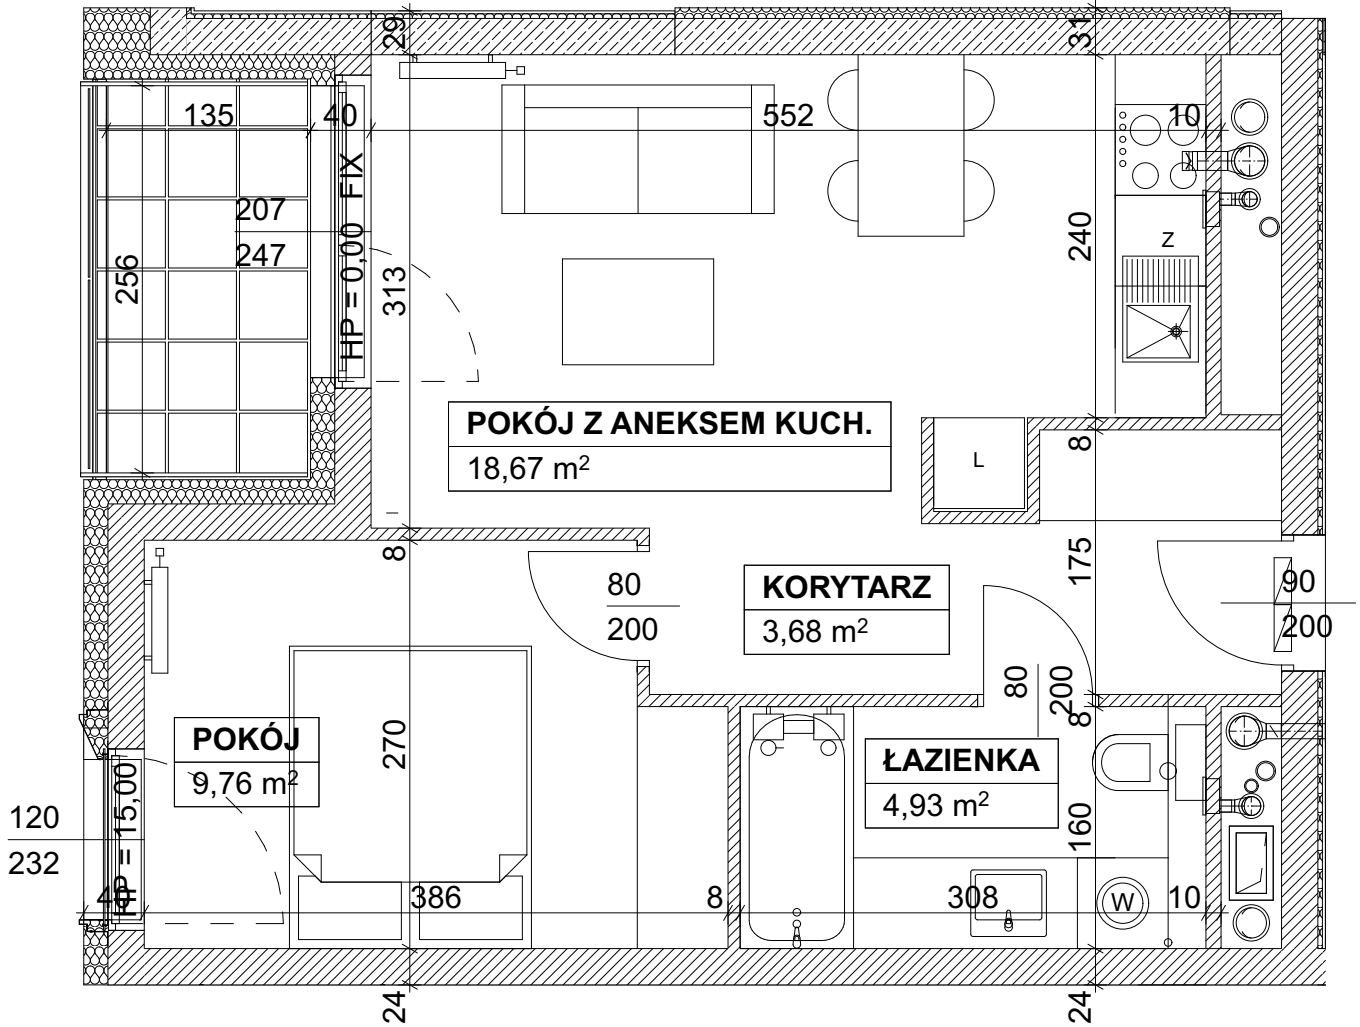 29
31
135
40
552
10
HP = 0,00 FIX
207
247
256
313
240
Z
POKÓJ Z ANEKSEM KUCH.
18,67 m²
L
8
8
175
80
200
KORYTARZ
3,68 m²
90
200
80
200
8
POKÓJ
9,76 m²
270
ŁAZIENKA
4,93 m²
160
120
232
HP = 15,00
40
386
8
308
W
10
24
24